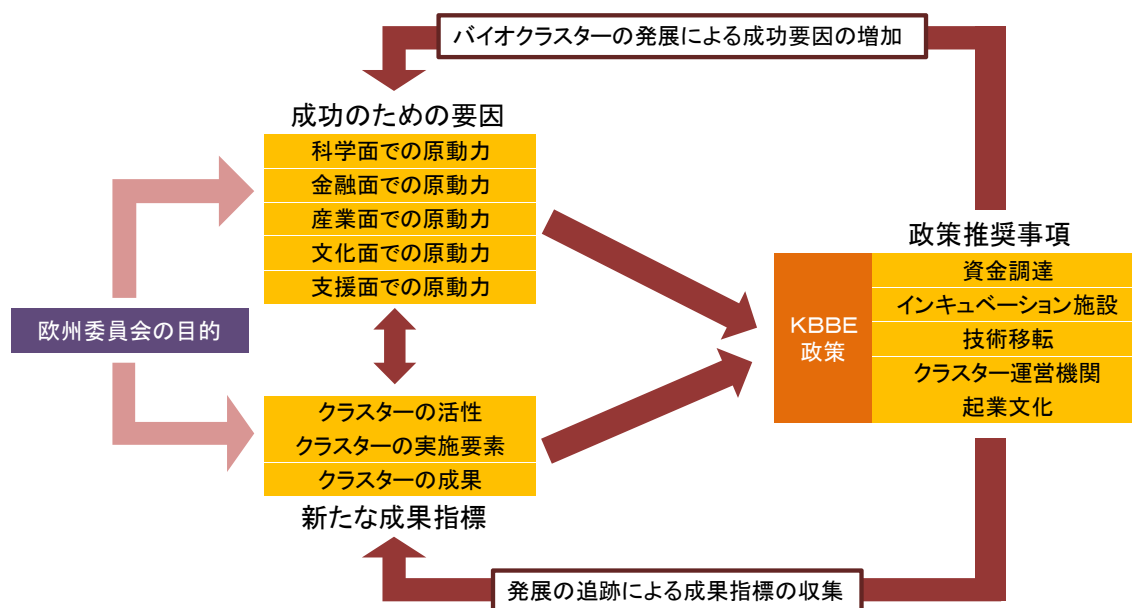 バイオクラスターの発展による成功要因の増加
成功のための要因
科学面での原動力
金融面での原動力
産業面での原動力
文化面での原動力
支援面での原動力
欧州委員会の目的
クラスターの活性
クラスターの実施要素
クラスターの成果
新たな成果指標
政策推奨事項
KBBE
政策
資金調達
インキュベーション施設
技術移転
クラスター運営機関
起業文化
発展の追跡による成果指標の収集